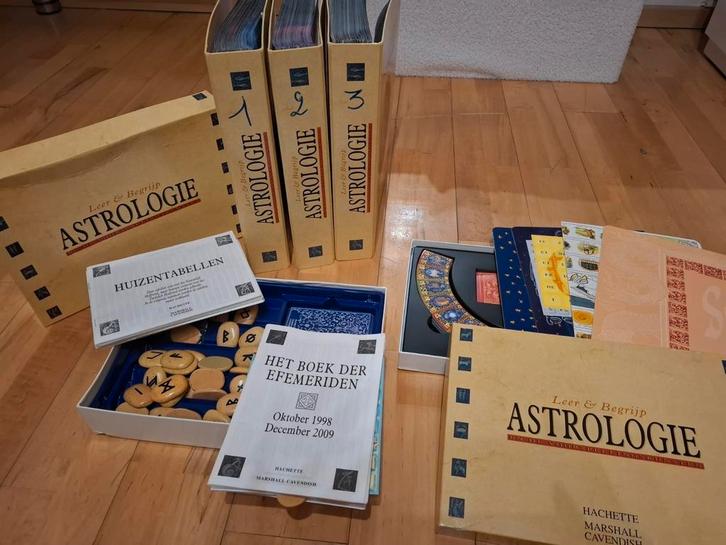 Leer & Begrijp
ASTROLOGIE
1
Leer & Begrijp
ASTROLOGIE
2
Leer & Begrijp
ASTROLOGIE
3
Leer & Begrijp
ASTROLOGIE
HUIZENTABELLEN
HET BOEK DER
EFEMERIDEN
Oktober 1998
December 2009
HACHETTE
MARSHALL CAVENDISH
Leer & Begrijp
ASTROLOGIE
HACHETTE
MARSHALL
CAVENDISH